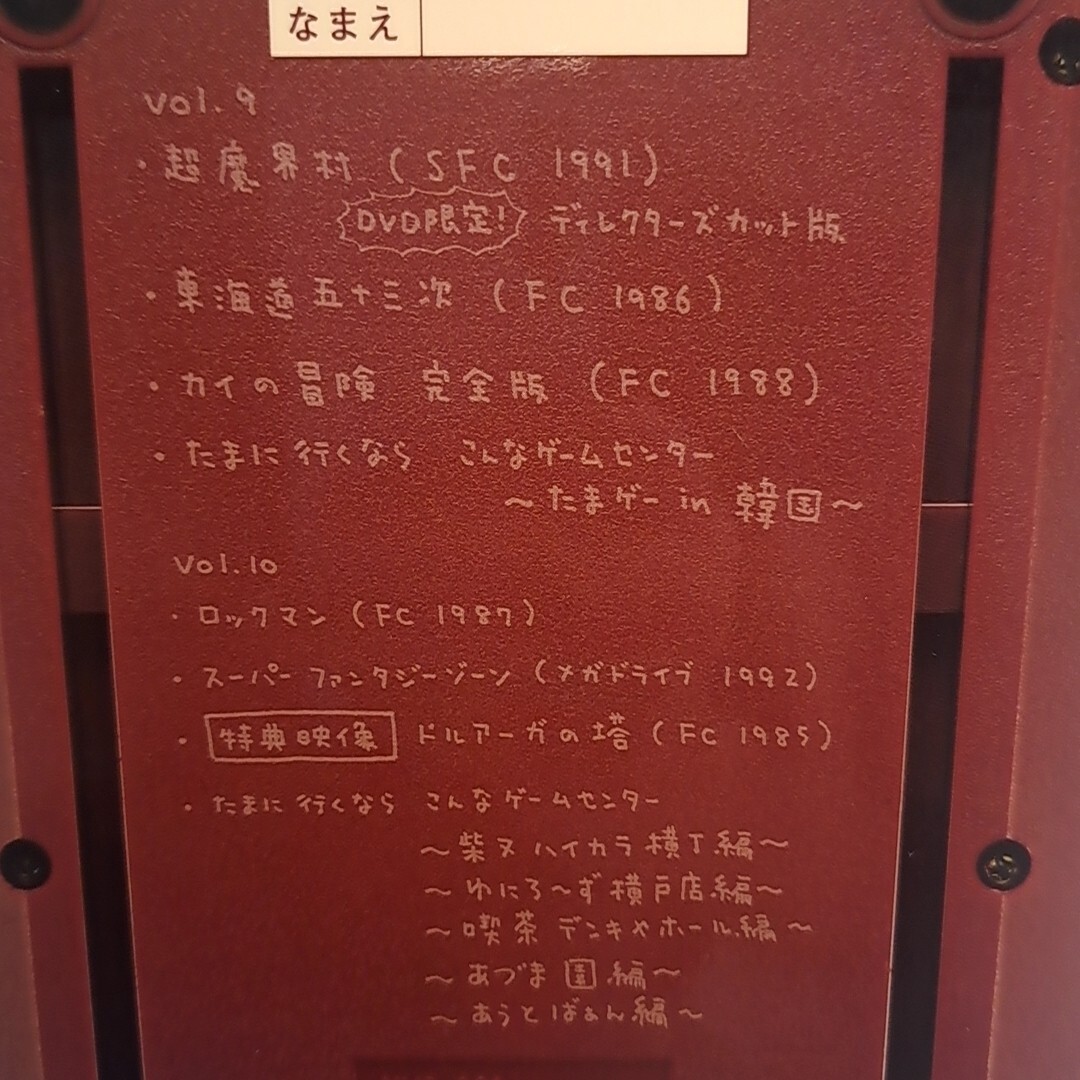 なまえ
vol.9
・超魔界村 (SFC 1991)
DVD限定! ディレクターズカット版
・東海道五十三次 (FC 1986)
・カイの冒険 完全版 (FC 1988)
・たまに行くなら こんなゲームセンター
～たまゲー in 韓国～
vol.10
・ロックマン (FC 1987)
・スーパーファンタジーゾーン (メガドライブ 1992)
・特典映像 ドルアーガの塔 (FC 1985)
・たまに行くなら こんなゲームセンター
～柴又ハイカラ横丁編～
～ゆにろ～ず横戸店編～
～喫茶 デンキヤホール編～
～あづま園編～
～あうとばぁん編～